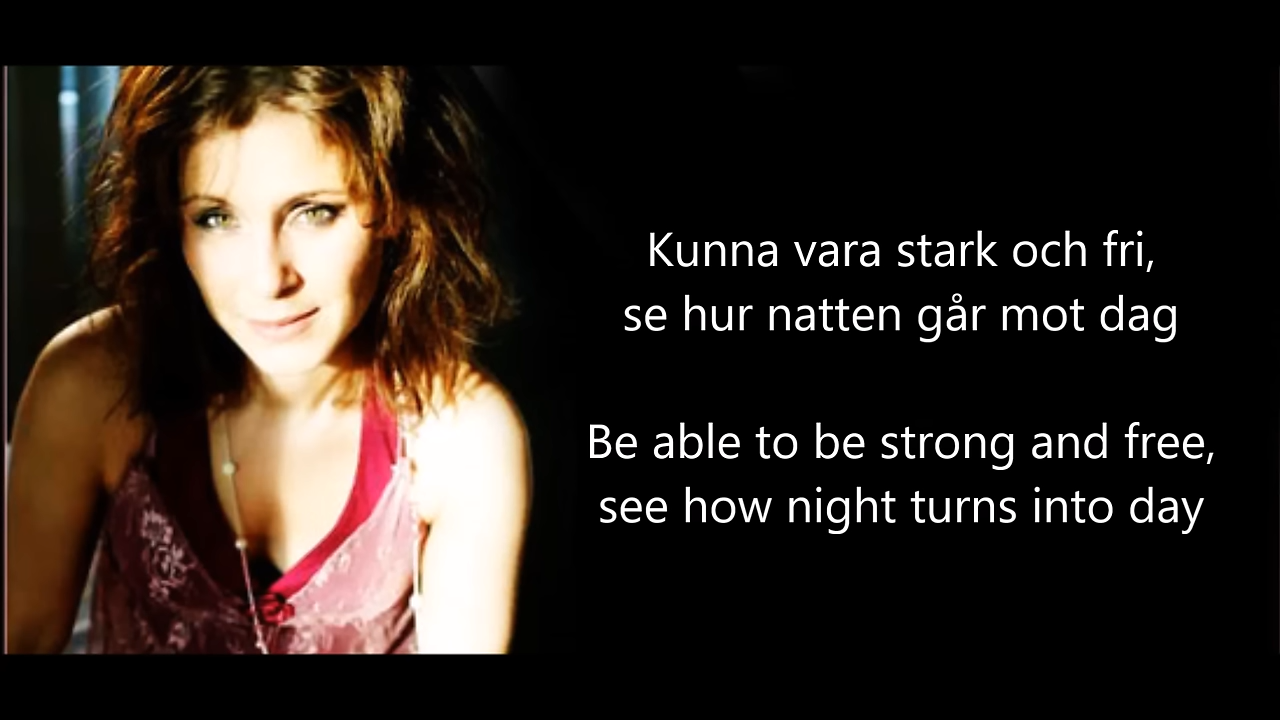 Kunna vara stark och fri,
se hur natten går mot dag
Be able to be strong and free,
see how night turns into day